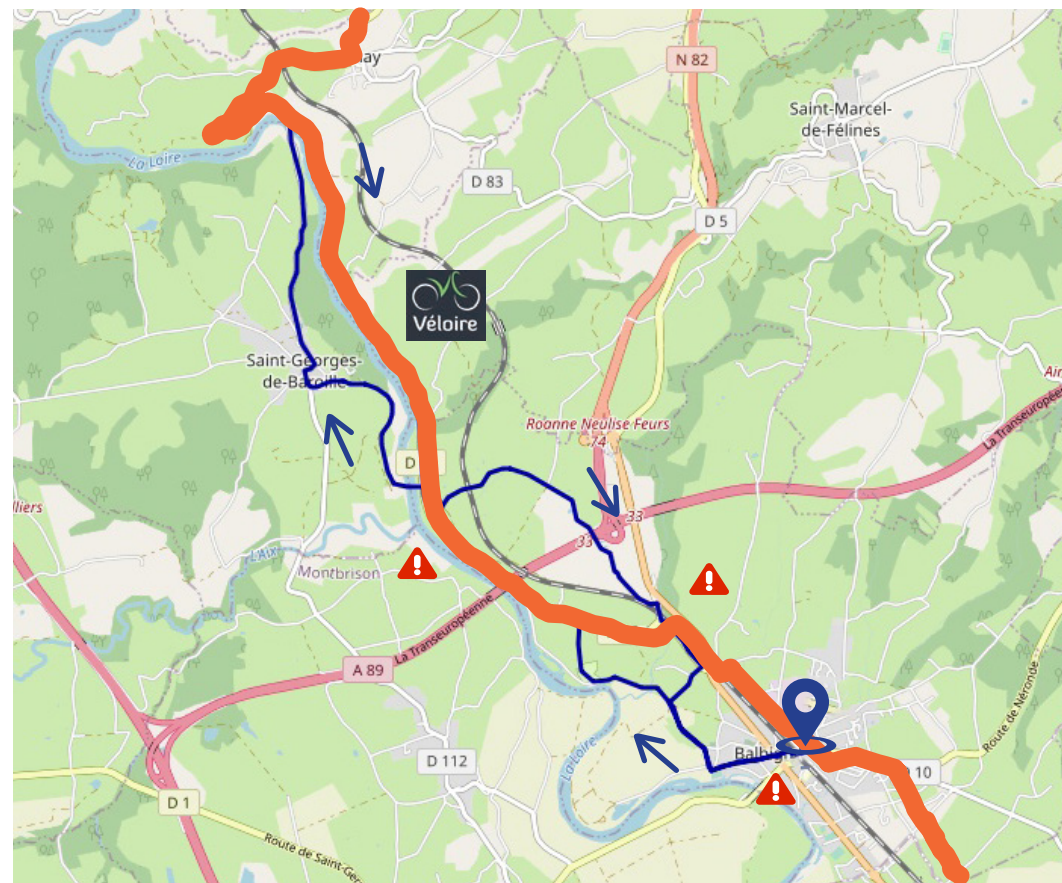 N 82
Saint-Marcel-
de-Félines
La Loire
D 83
D 5
Véloire
Saint-Georges-
de-Baroille
Roanne Neulise Feurs
74
La Transeuropéenne
D
33
33
L'Aix
Montbrison
La Transeuropéenne
A 89
Route de Néronde
La Loire
D 112
D 10
D 1
Route de Saint-Ge